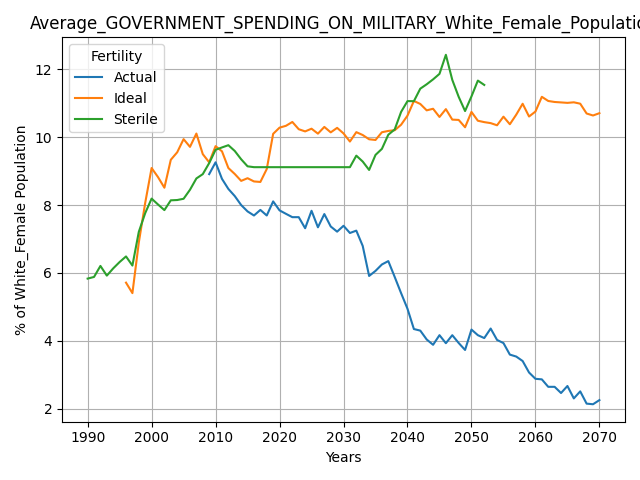 Average_GOVERNMENT_SPENDING_ON_MILITARY_White_Female_Populatio
Fertility
Actual
Ideal
Sterile
% of White_Female Population
12
10
8
6
4
2
1990 2000 2010 2020 2030 2040 2050 2060 2070
Years